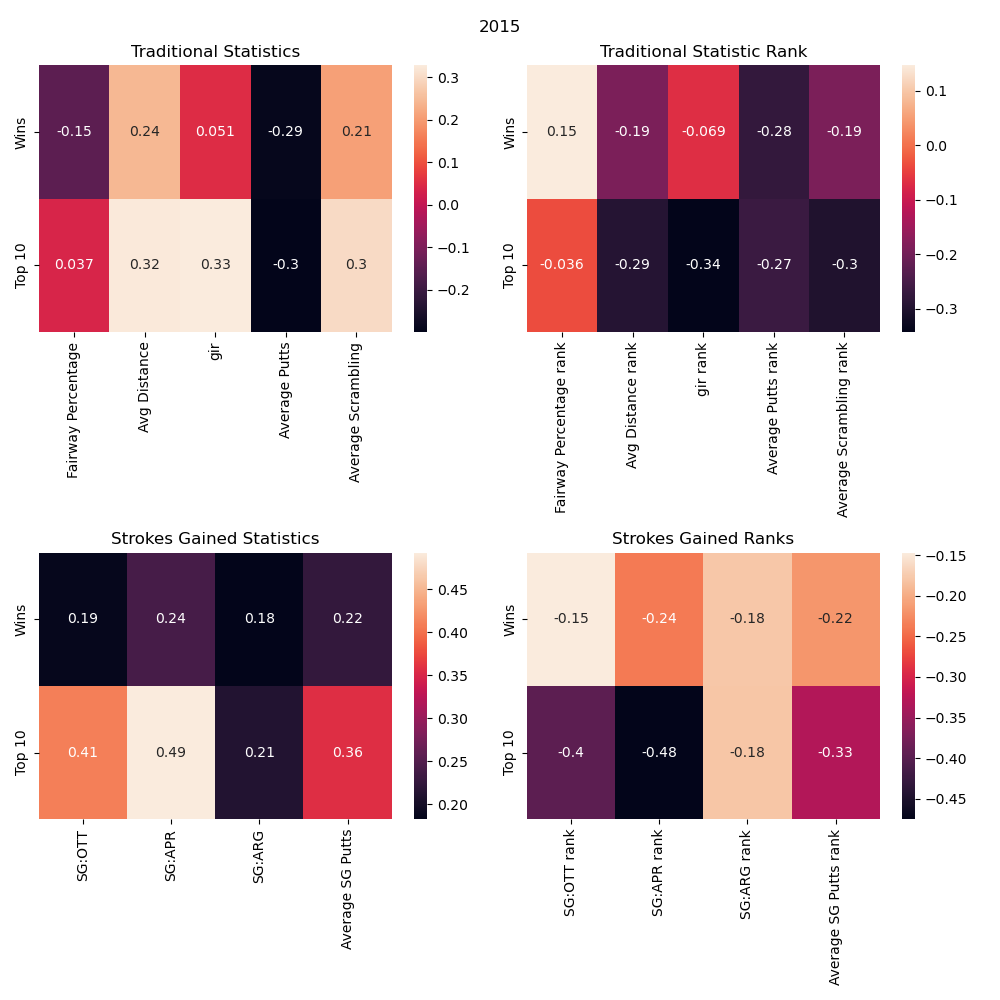 2015
Traditional Statistics
Wins
Top 10
-0.15 0.24 0.051 -0.29 0.21
0.037 0.32 0.33 -0.3 0.3
0.3
0.2
0.1
0.0
−0.1
−0.2
Fairway Percentage
Avg Distance
gir
Average Putts
Average Scrambling
Traditional Statistic Rank
Wins
Top 10
0.15 -0.19 -0.069 -0.28 -0.19
-0.036 -0.29 -0.34 -0.27 -0.3
0.1
0.0
−0.1
−0.2
−0.3
Fairway Percentage rank
Avg Distance rank
gir rank
Average Putts rank
Average Scrambling rank
Strokes Gained Statistics
Wins
Top 10
0.19 0.24 0.18 0.22
0.41 0.49 0.21 0.36
0.45
0.40
0.35
0.30
0.25
0.20
SG:OTT
SG:APR
SG:ARG
Average SG Putts
Strokes Gained Ranks
Wins
Top 10
-0.15 -0.24 -0.18 -0.22
-0.4 -0.48 -0.18 -0.33
−0.15
−0.20
−0.25
−0.30
−0.35
−0.40
−0.45
SG:OTT rank
SG:APR rank
SG:ARG rank
Average SG Putts rank